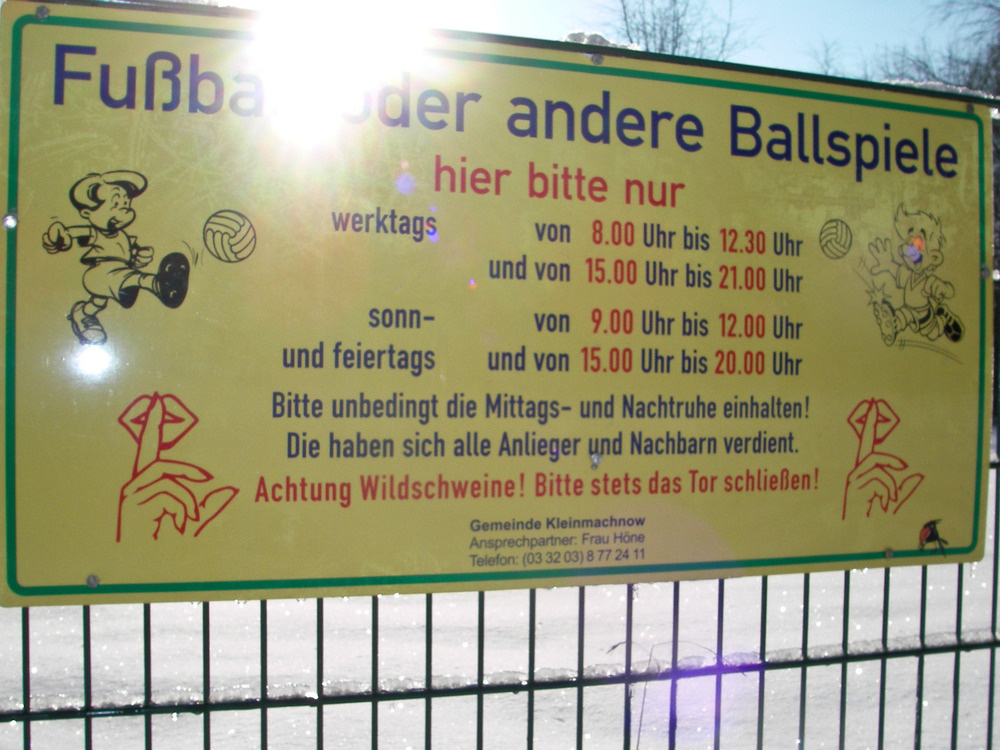 Fußba oder andere Ballspiele
hier bitte nur
werktags von 8.00 Uhr bis 12.30 Uhr
und von 15.00 Uhr bis 21.00 Uhr
sonn- von 9.00 Uhr bis 12.00 Uhr
und feiertags und von 15.00 Uhr bis 20.00 Uhr
Bitte unbedingt die Mittags- und Nachtruhe einhalten!
Die haben sich alle Anlieger und Nachbarn verdient.
Achtung Wildschweine! Bitte stets das Tor schließen!
Gemeinde Kleinmachnow
Ansprechpartner: Frau Höne
Telefon: (03 32 03) 8 77 24 11